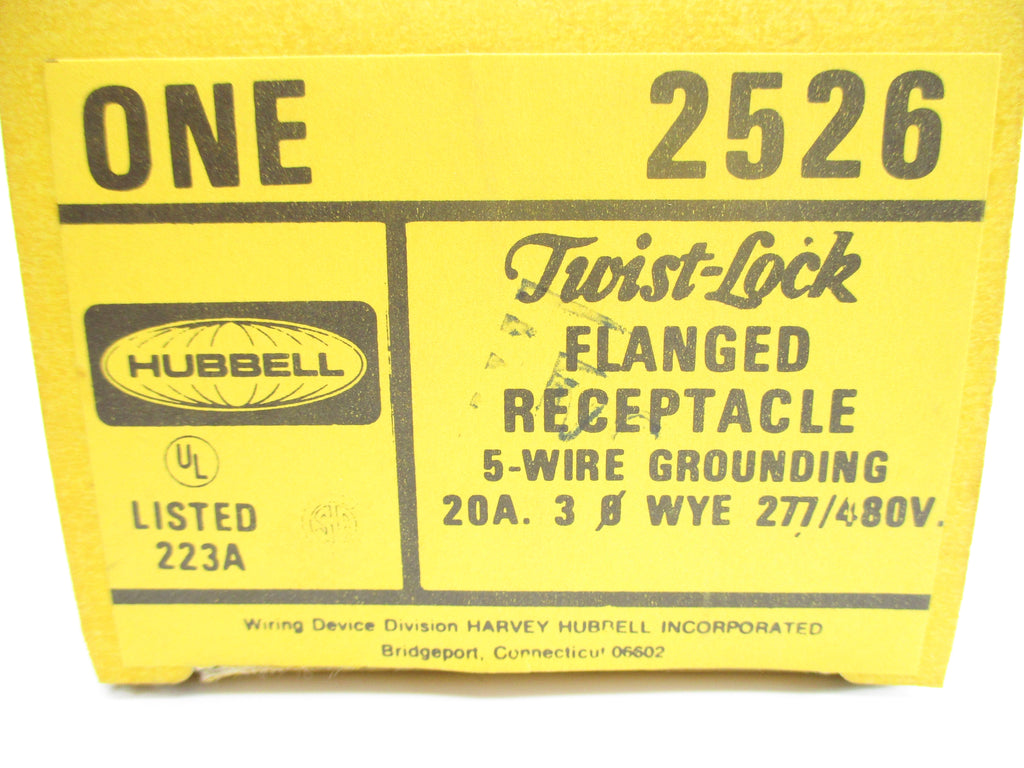 ONE 2526
Twist-Lock
FLANGED
RECEPTACLE
5-WIRE GROUNDING
20A. 3 Ø WYE 277/480V.
HUBBELL
UL
LISTED
223A
Wiring Device Division HARVEY HUBBELL INCORPORATED
Bridgeport, Connecticut 06602